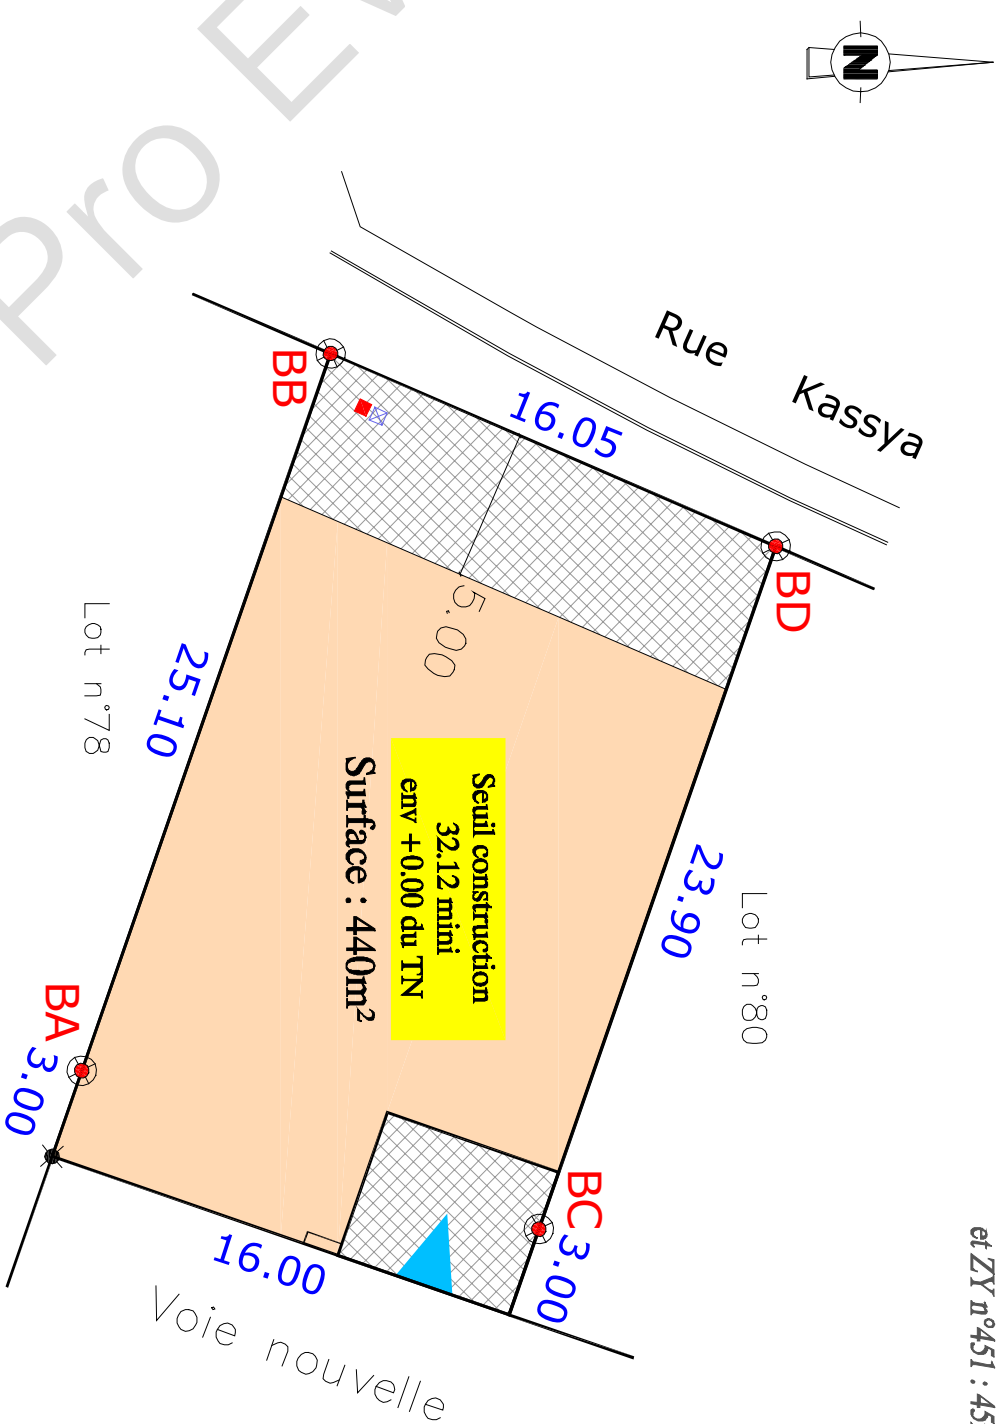 N
Pro E
Rue Kassya
16.05
BB
BD
5.00
Lot n°78
25.10
23.90
Lot n°80
Seuil construction
32.12 mini
env +0.00 du TN
Surface : 440m²
BA
3.00
BC
3.00
16.00
Voie nouvelle
et ZY n°451 : 45